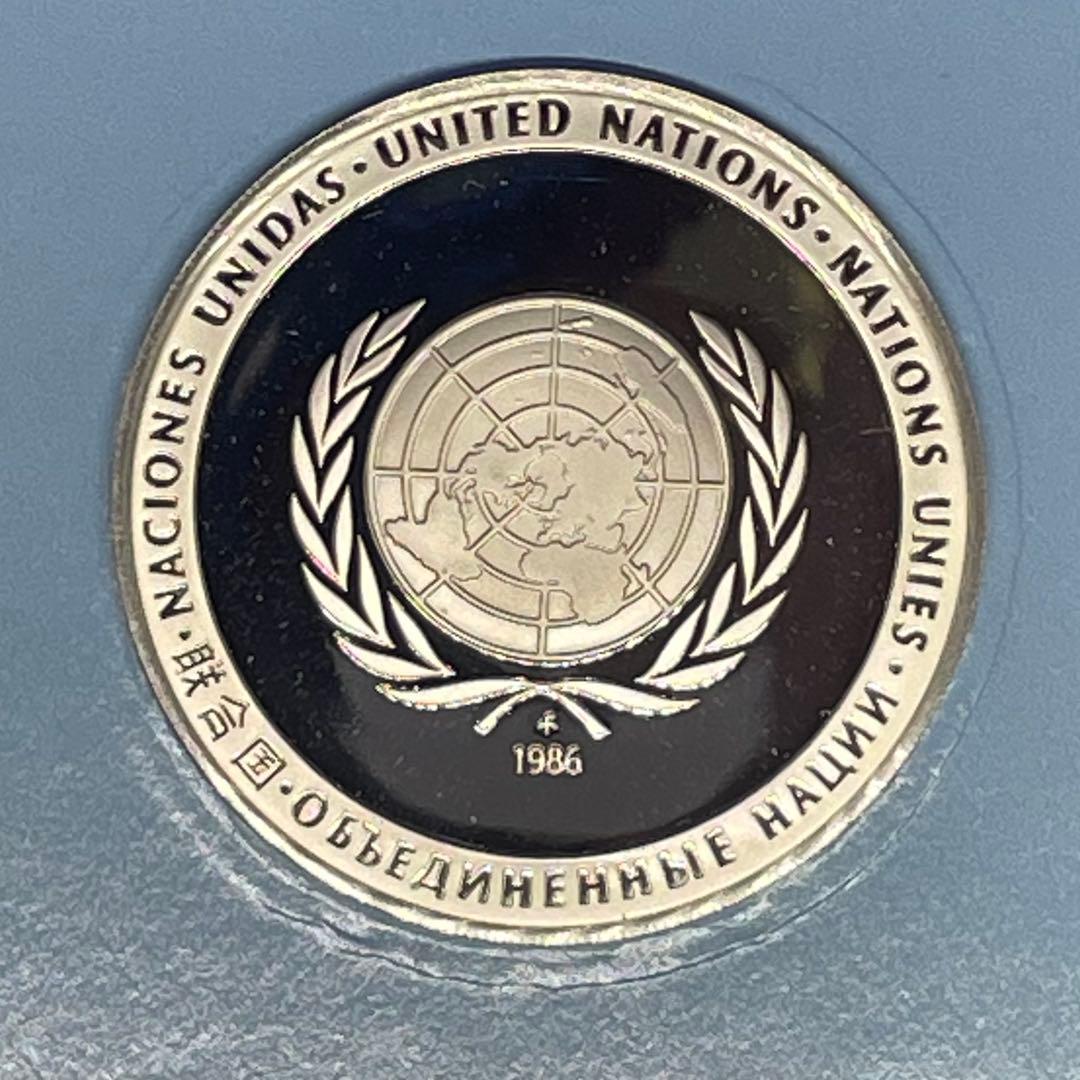 UNITED NATIONS · NATIONS UNIES · ОБЪЕДИНЕННЫЕ НАЦИИ · 联合国 · NACIONES UNIDAS ·
1986